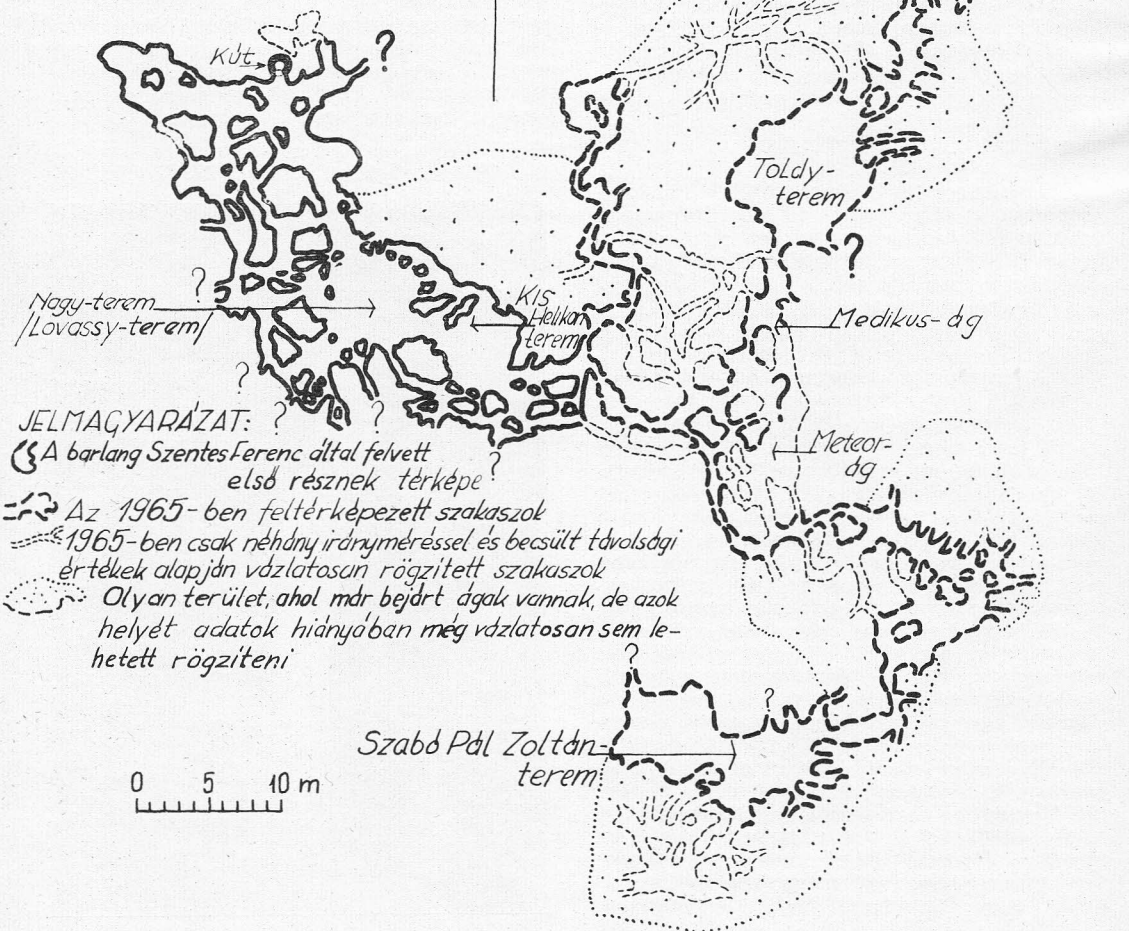 Kút
?
Toldy-
terem
?
?
Nagy-terem
/Lovassy-terem/
Kis
Helikon
terem
Medikus-ág
?
?
?
?
?
Meteor-
ág
JELMAGYARÁZAT:
A barlang Szentes Ferenc által felvett
első résznek térképe
Az 1965-ben feltérképezett szakaszok
1965-ben csak néhány irányméréssel és becsült távolsági
értékek alapján vázlatosan rögzített szakaszok
Olyan terület, ahol már bejárt ágak vannak, de azok
helyét adatok hiányában még vázlatosan sem le-
hetett rögzíteni
?
?
Szabó Pál Zoltán-
terem
0 5 10 m